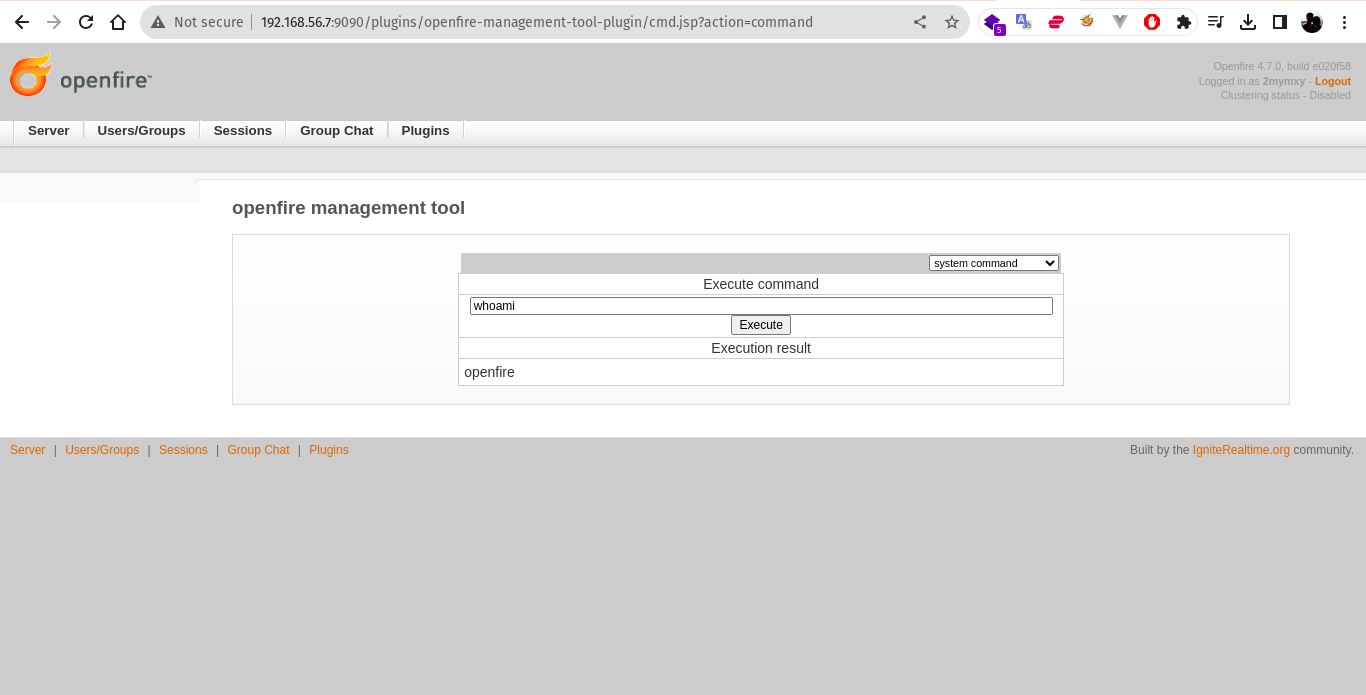 Not secure 192.168.56.7:9090/plugins/openfire-management-tool-plugin/cmd.jsp?action=command
5
openfire™
Openfire 4.7.0, build e020f58
Logged in as 2mymxy - Logout
Clustering status - Disabled
Server Users/Groups Sessions Group Chat Plugins
openfire management tool
system command
Execute command
whoami
Execute
Execution result
openfire
Server | Users/Groups | Sessions | Group Chat | Plugins
Built by the IgniteRealtime.org community.